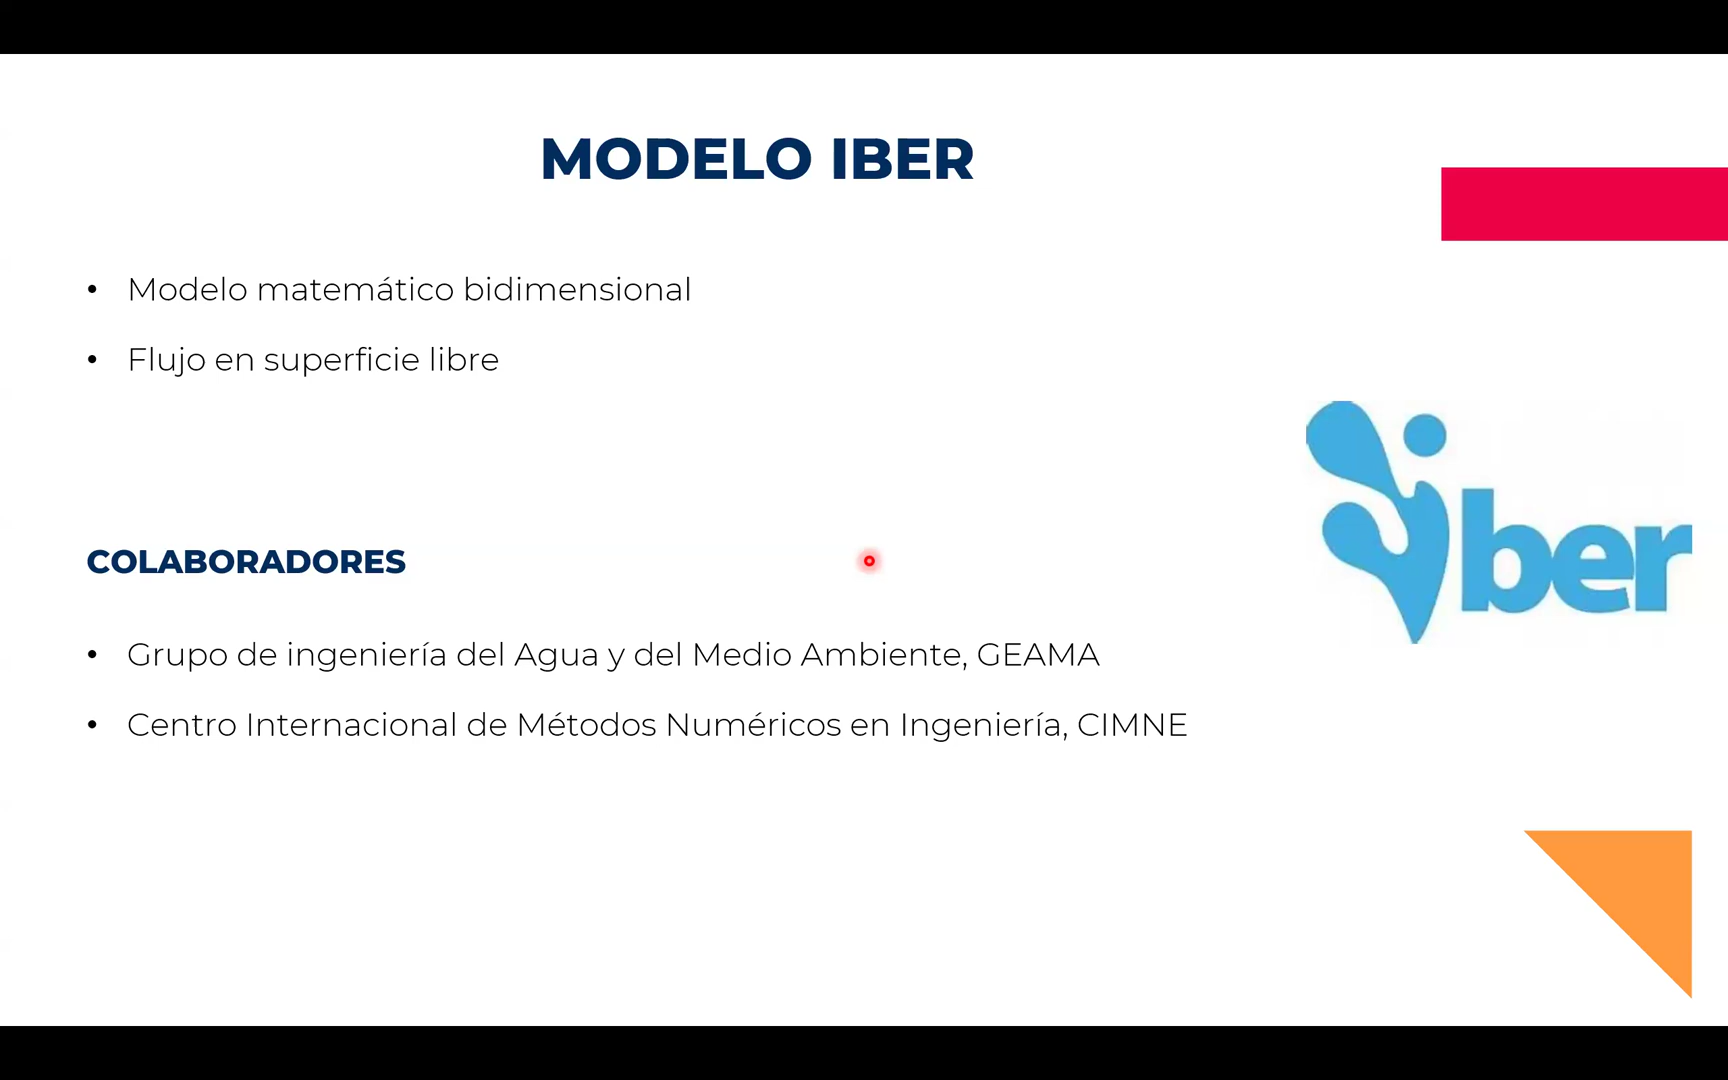 MODELO IBER
• Modelo matemático bidimensional
• Flujo en superficie libre
iber
COLABORADORES
• Grupo de ingeniería del Agua y del Medio Ambiente, GEAMA
• Centro Internacional de Métodos Numéricos en Ingeniería, CIMNE